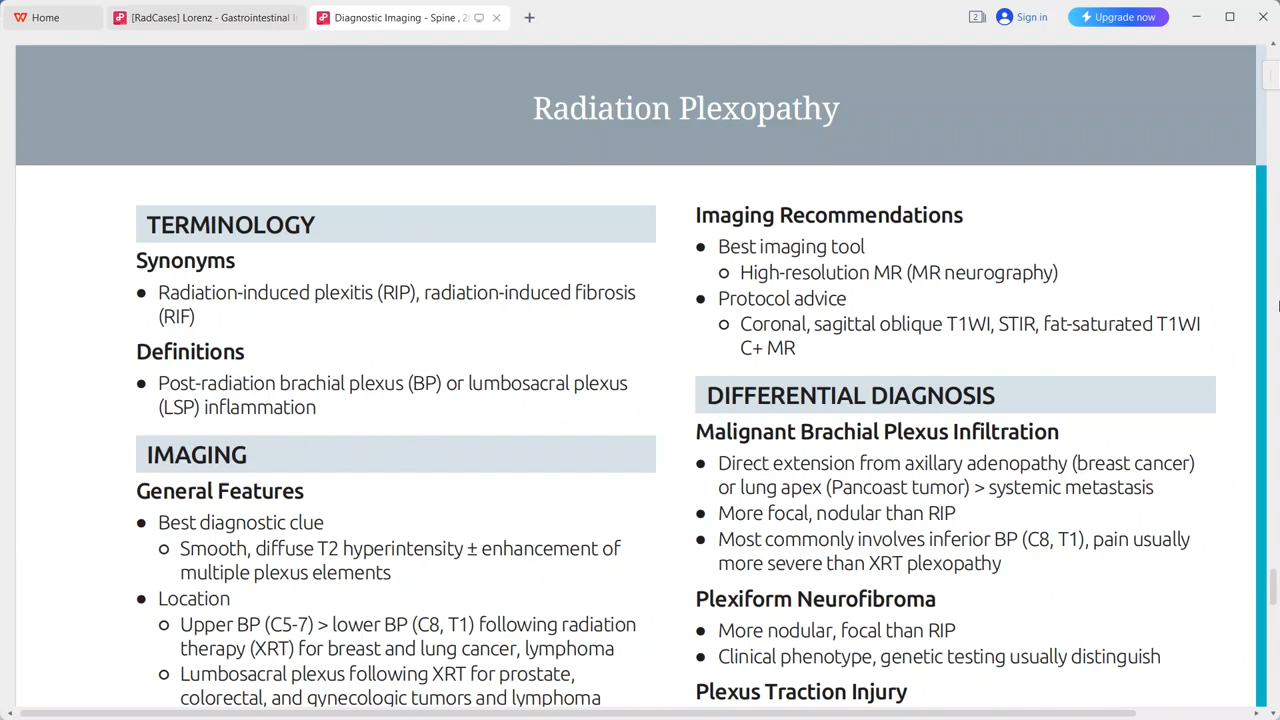 Home
[RadCases] Lorenz - Gastrointestinal I
Diagnostic Imaging - Spine , 2
2
Sign in
Upgrade now
Radiation Plexopathy
TERMINOLOGY
Synonyms
● Radiation-induced plexitis (RIP), radiation-induced fibrosis
(RIF)
Definitions
● Post-radiation brachial plexus (BP) or lumbosacral plexus
(LSP) inflammation
IMAGING
General Features
● Best diagnostic clue
○ Smooth, diffuse T2 hyperintensity ± enhancement of
multiple plexus elements
● Location
○ Upper BP (C5-7) > lower BP (C8, T1) following radiation
therapy (XRT) for breast and lung cancer, lymphoma
○ Lumbosacral plexus following XRT for prostate,
colorectal, and gynecologic tumors and lymphoma
Imaging Recommendations
● Best imaging tool
○ High-resolution MR (MR neurography)
● Protocol advice
○ Coronal, sagittal oblique T1WI, STIR, fat-saturated T1WI
C+ MR
DIFFERENTIAL DIAGNOSIS
Malignant Brachial Plexus Infiltration
● Direct extension from axillary adenopathy (breast cancer)
or lung apex (Pancoast tumor) > systemic metastasis
● More focal, nodular than RIP
● Most commonly involves inferior BP (C8, T1), pain usually
more severe than XRT plexopathy
Plexiform Neurofibroma
● More nodular, focal than RIP
● Clinical phenotype, genetic testing usually distinguish
Plexus Traction Injury